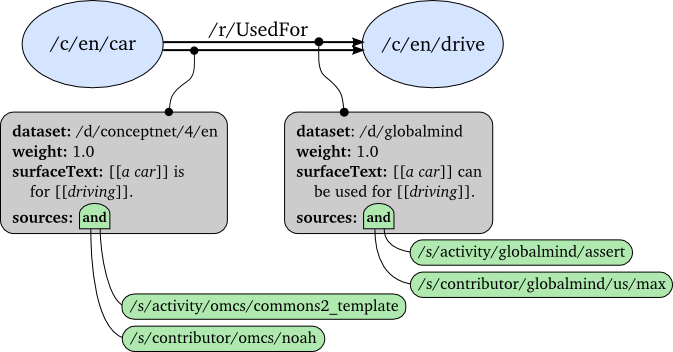 /c/en/car
/r/UsedFor
/c/en/drive
dataset: /d/conceptnet/4/en
weight: 1.0
surfaceText: [[a car]] is
for [[driving]].
sources: and
dataset: /d/globalmind
weight: 1.0
surfaceText: [[a car]] can
be used for [[driving]].
sources: and
/s/activity/globalmind/assert
/s/contributor/globalmind/us/max
/s/activity/omcs/commons2_template
/s/contributor/omcs/noah